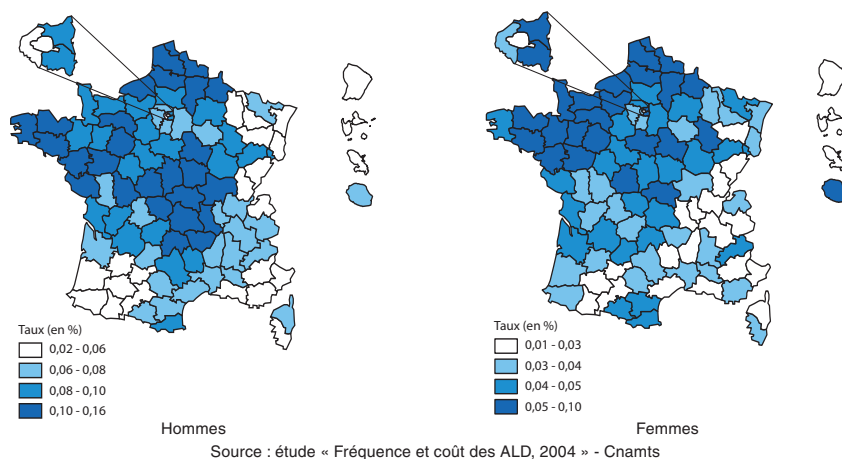 Taux (en %)
0,02 - 0,06
0,06 - 0,08
0,08 - 0,10
0,10 - 0,16
Hommes
Taux (en %)
0,01 - 0,03
0,03 - 0,04
0,04 - 0,05
0,05 - 0,10
Femmes
Source : étude « Fréquence et coût des ALD, 2004 » - Cnamts